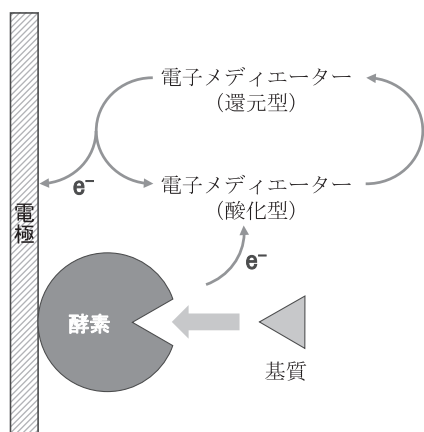 電子メディエーター
（還元型）
e⁻
電子メディエーター
（酸化型）
e⁻
電極
酵素
基質